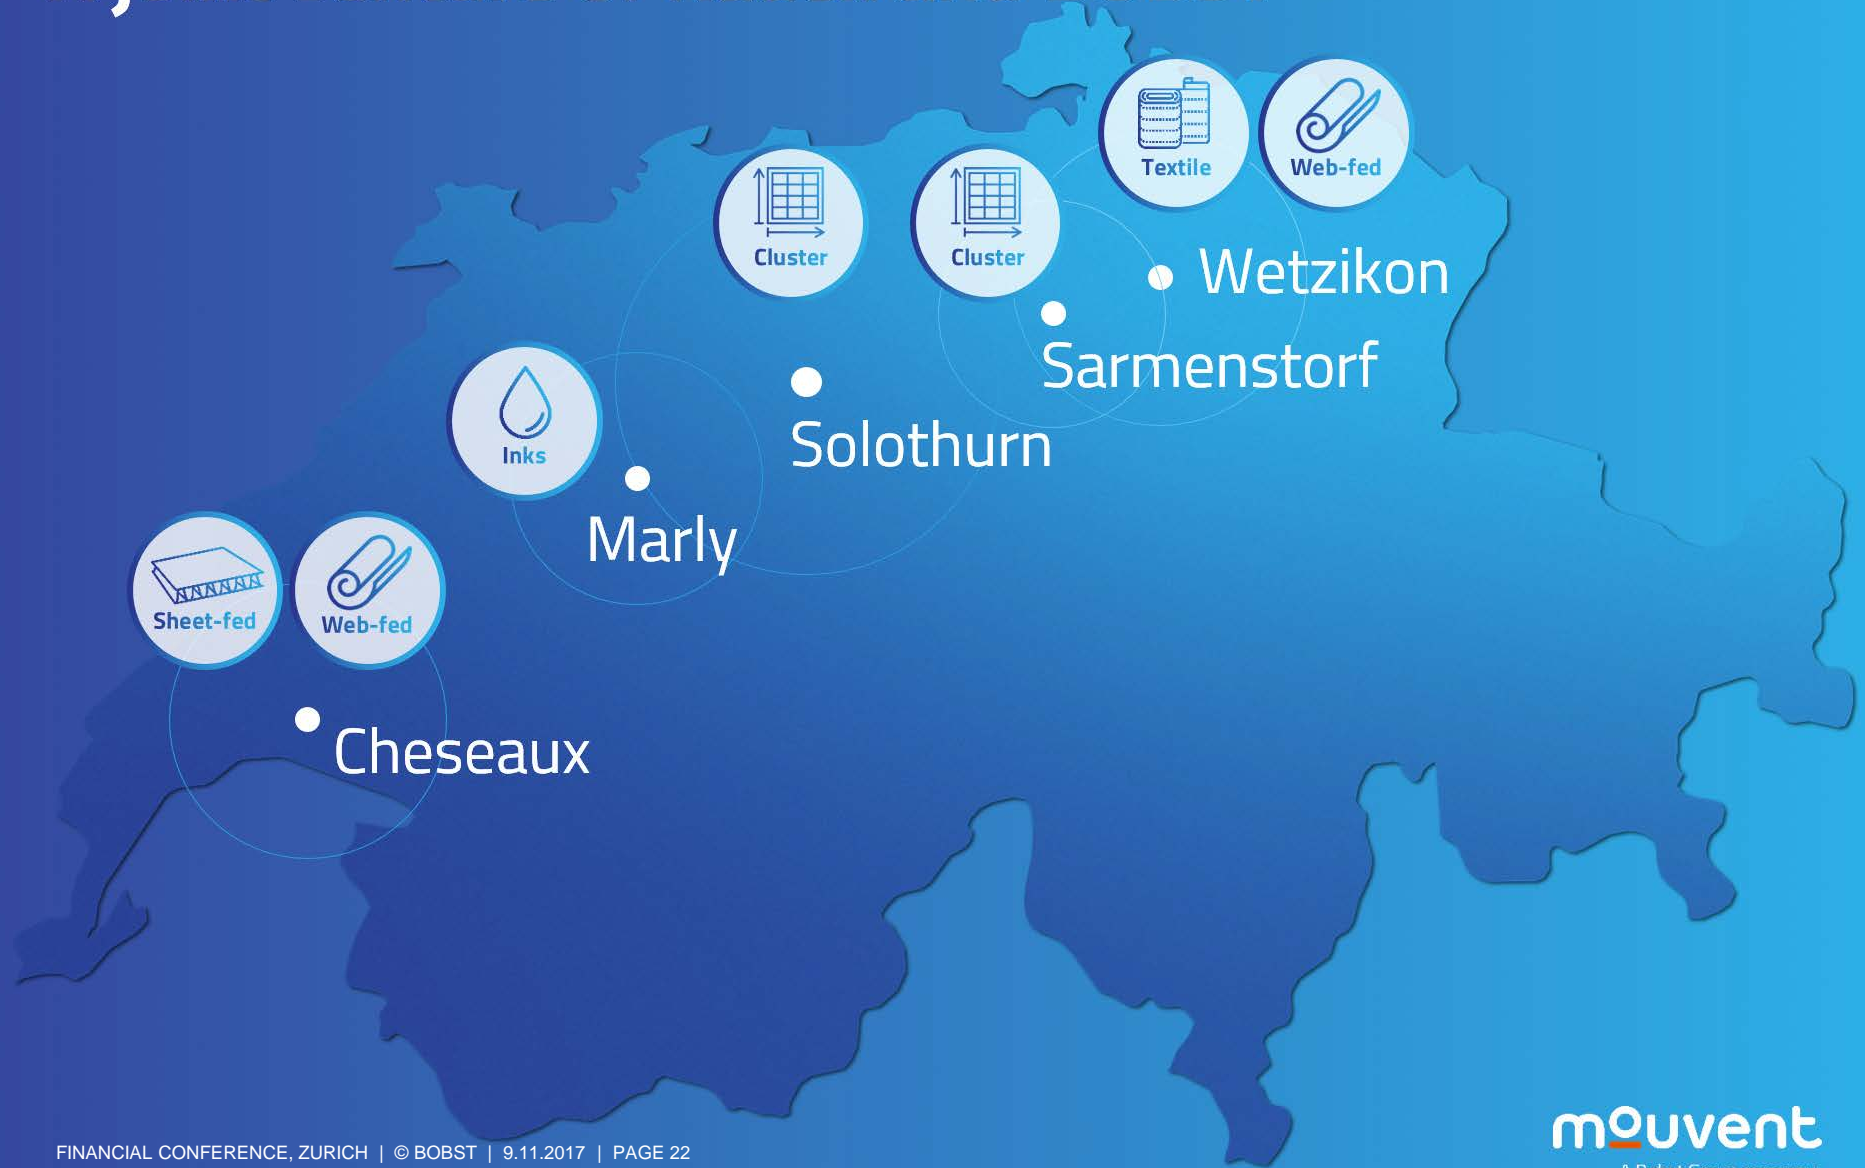 Textile
Web-fed
Cluster
Cluster
Wetzikon
Sarmenstorf
Inks
Solothurn
Marly
Sheet-fed
Web-fed
Cheseaux
mouvent
FINANCIAL CONFERENCE, ZURICH | © BOBST | 9.11.2017 | PAGE 22